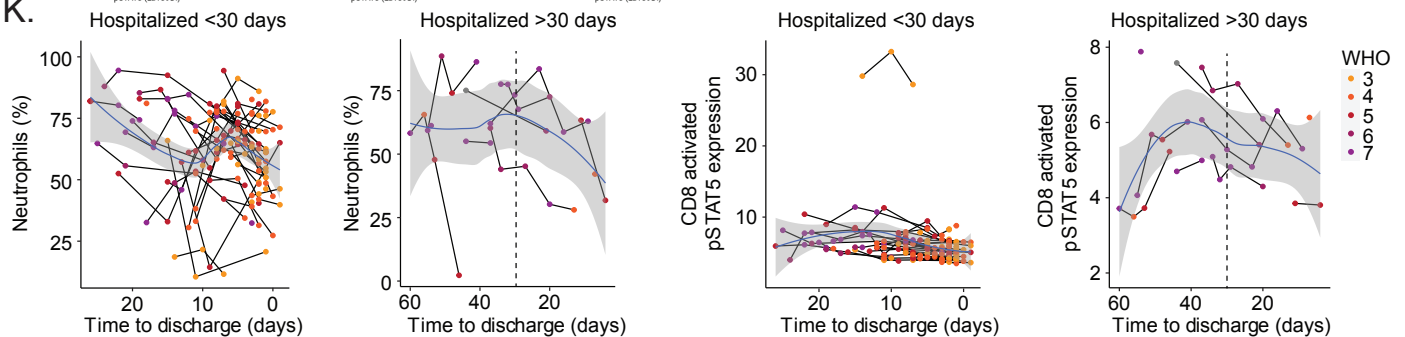 K.
Hospitalized <30 days
Hospitalized >30 days
Hospitalized <30 days
Hospitalized >30 days
Neutrophils (%)
100
75
50
25
20
10
0
Time to discharge (days)
Neutrophils (%)
75
50
25
0
60
40
20
Time to discharge (days)
CD8 activated
pSTAT5 expression
30
20
10
20
10
0
Time to discharge (days)
CD8 activated
pSTAT5 expression
8
6
4
2
60
40
20
Time to discharge (days)
WHO
3
4
5
6
7